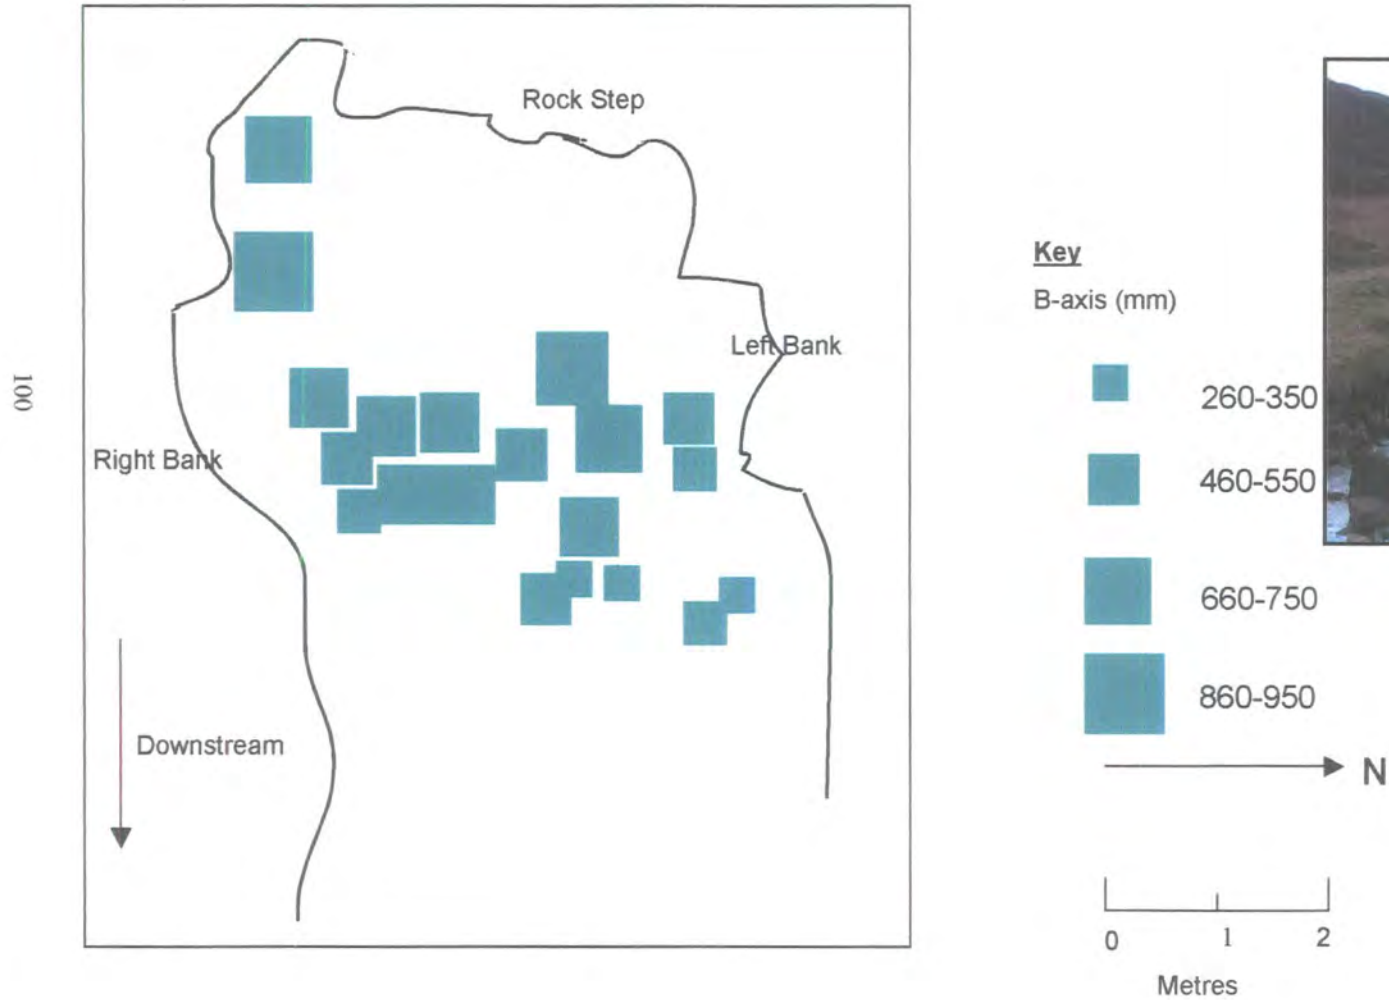 100
Rock Step
Left Bank
Right Bank
Downstream
Key
B-axis (mm)
260-350
460-550
660-750
860-950
N
0 1 2
Metres